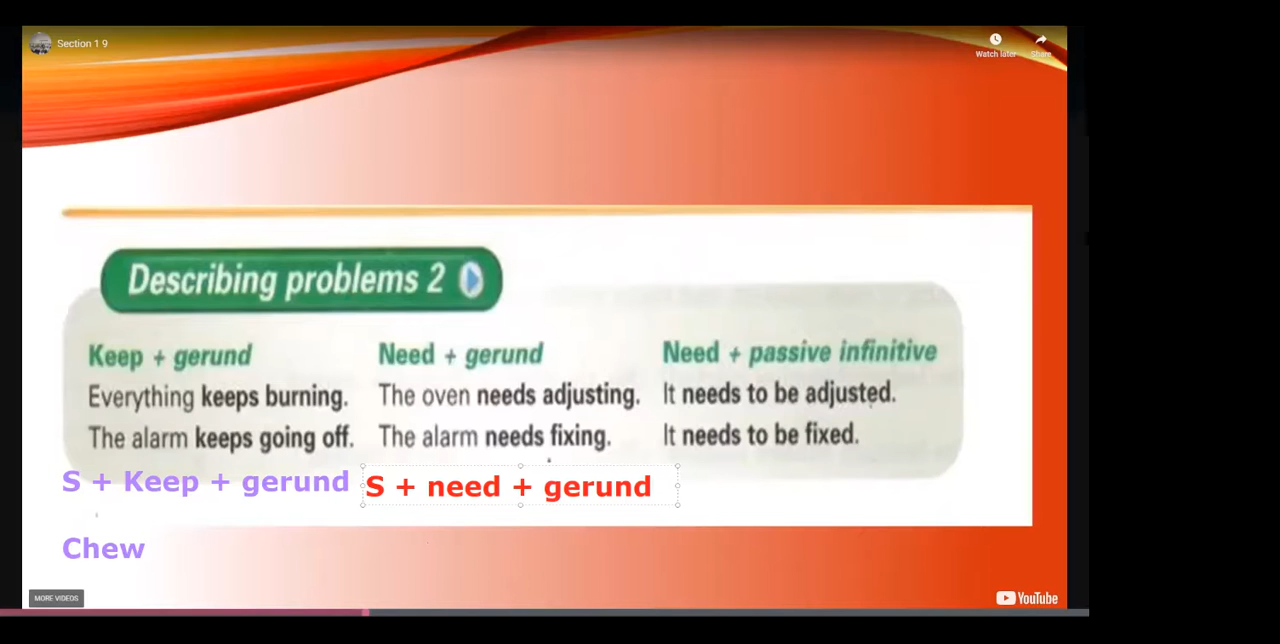 Section 1 9
Watch later
Share
Describing problems 2
Keep + gerund
Everything keeps burning.
The alarm keeps going off.
Need + gerund
The oven needs adjusting.
The alarm needs fixing.
Need + passive infinitive
It needs to be adjusted.
It needs to be fixed.
S + Keep + gerund
S + need + gerund
Chew
MORE VIDEOS
YouTube